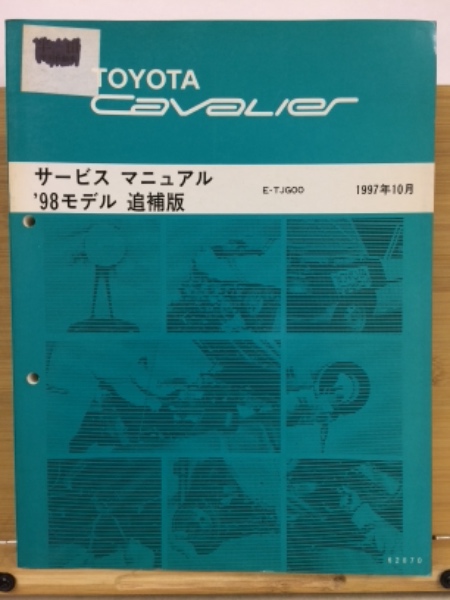 TOYOTA
Cavalier
サービス マニュアル
'98モデル 追補版
E-TJG00
1997年10月
62870